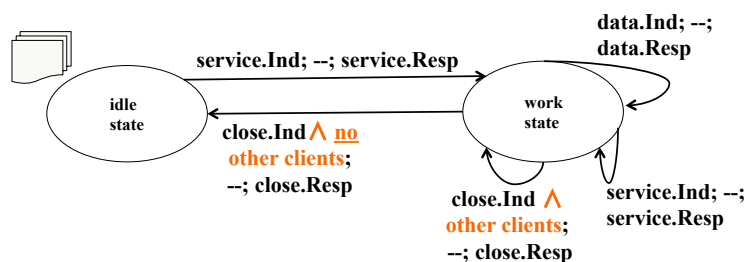 data.Ind; --;
data.Resp
service.Ind; --; service.Resp
idle
state
work
state
close.Ind ∧ no
other clients;
--; close.Resp
close.Ind ∧
other clients;
--; close.Resp
service.Ind; --;
service.Resp